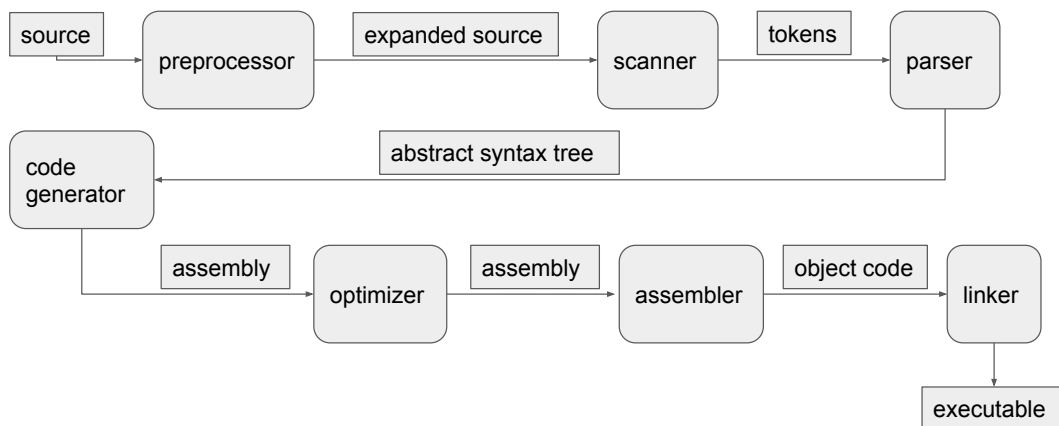 source
preprocessor
expanded source
scanner
tokens
parser
abstract syntax tree
code
generator
assembly
optimizer
assembly
assembler
object code
linker
executable